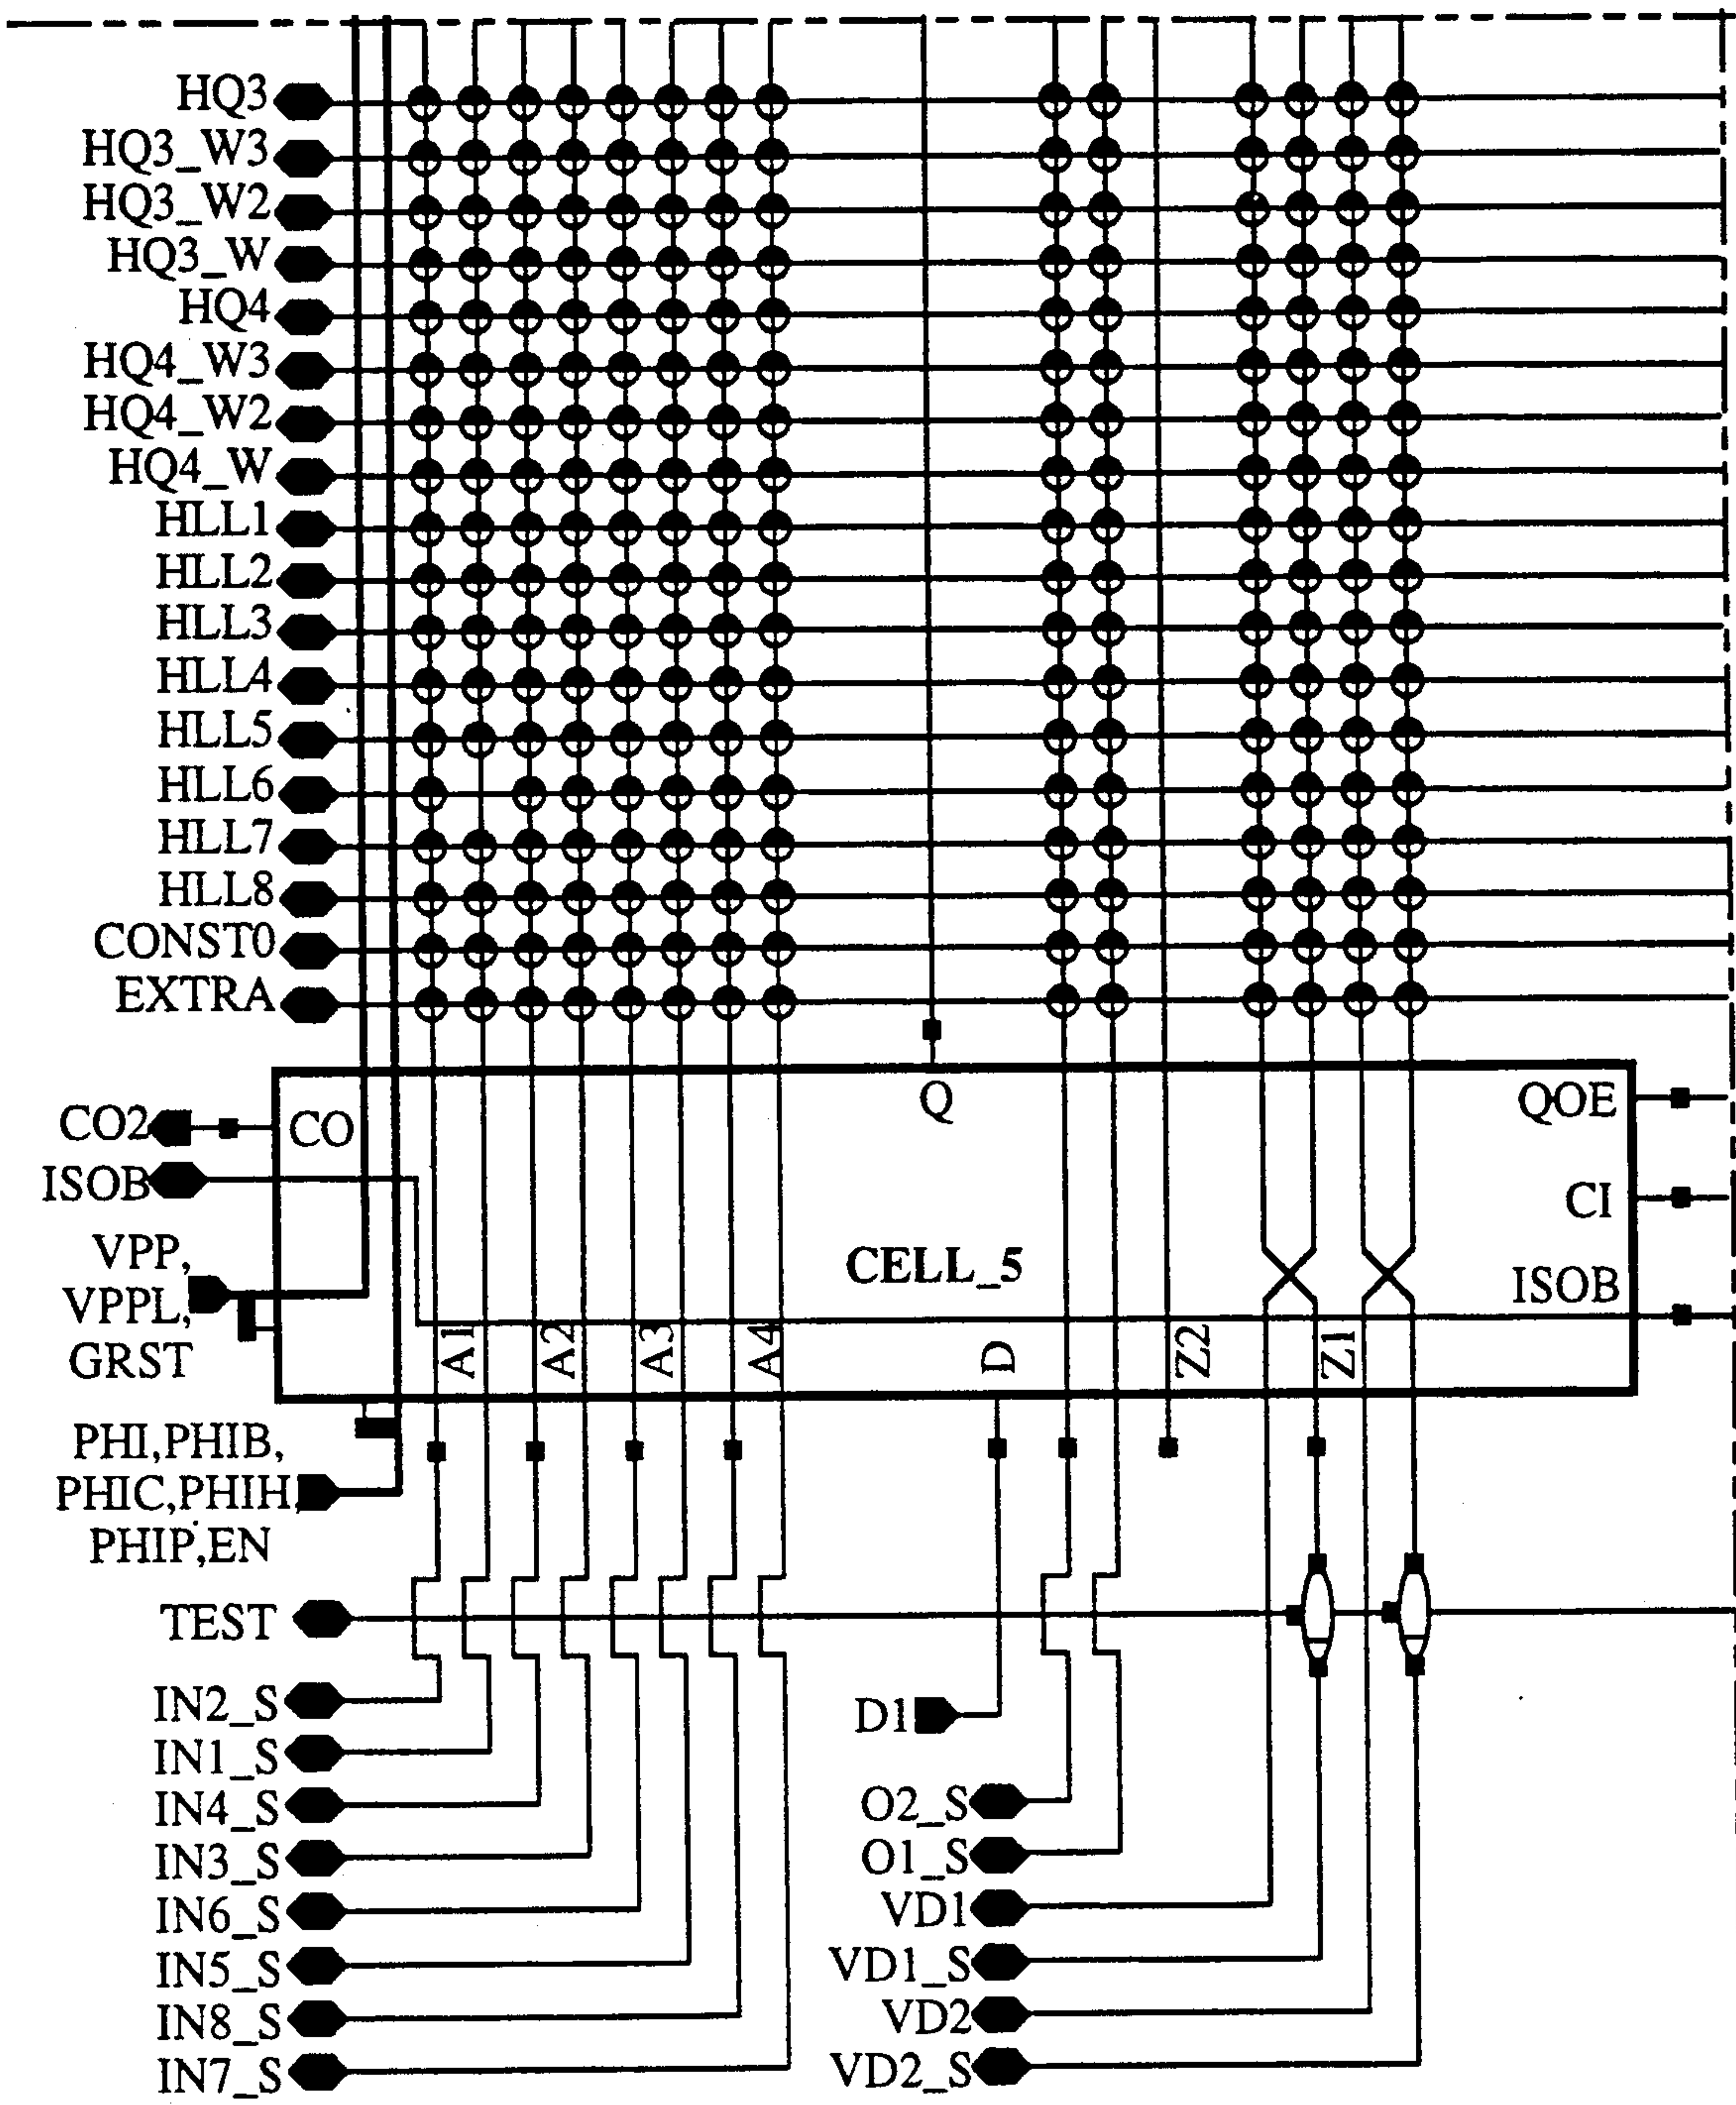 HQ3
HQ3_W3
HQ3_W2
HQ3_W
HQ4
HQ4_W3
HQ4_W2
HQ4_W
HLL1
HLL2
HLL3
HLL4
HLL5
HLL6
HLL7
HLL8
CONST0
EXTRA
CO2
CO
Q
QOE
ISOB
CI
VPP,
VPPL,
GRST
CELL_5
ISOB
A1
A2
A3
A4
D
Z2
Z1
PHI,PHIB,
PHIC,PHIH,
PHIP,EN
TEST
IN2_S
IN1_S
IN4_S
IN3_S
IN6_S
IN5_S
IN8_S
IN7_S
D1
O2_S
O1_S
VD1
VD1_S
VD2
VD2_S